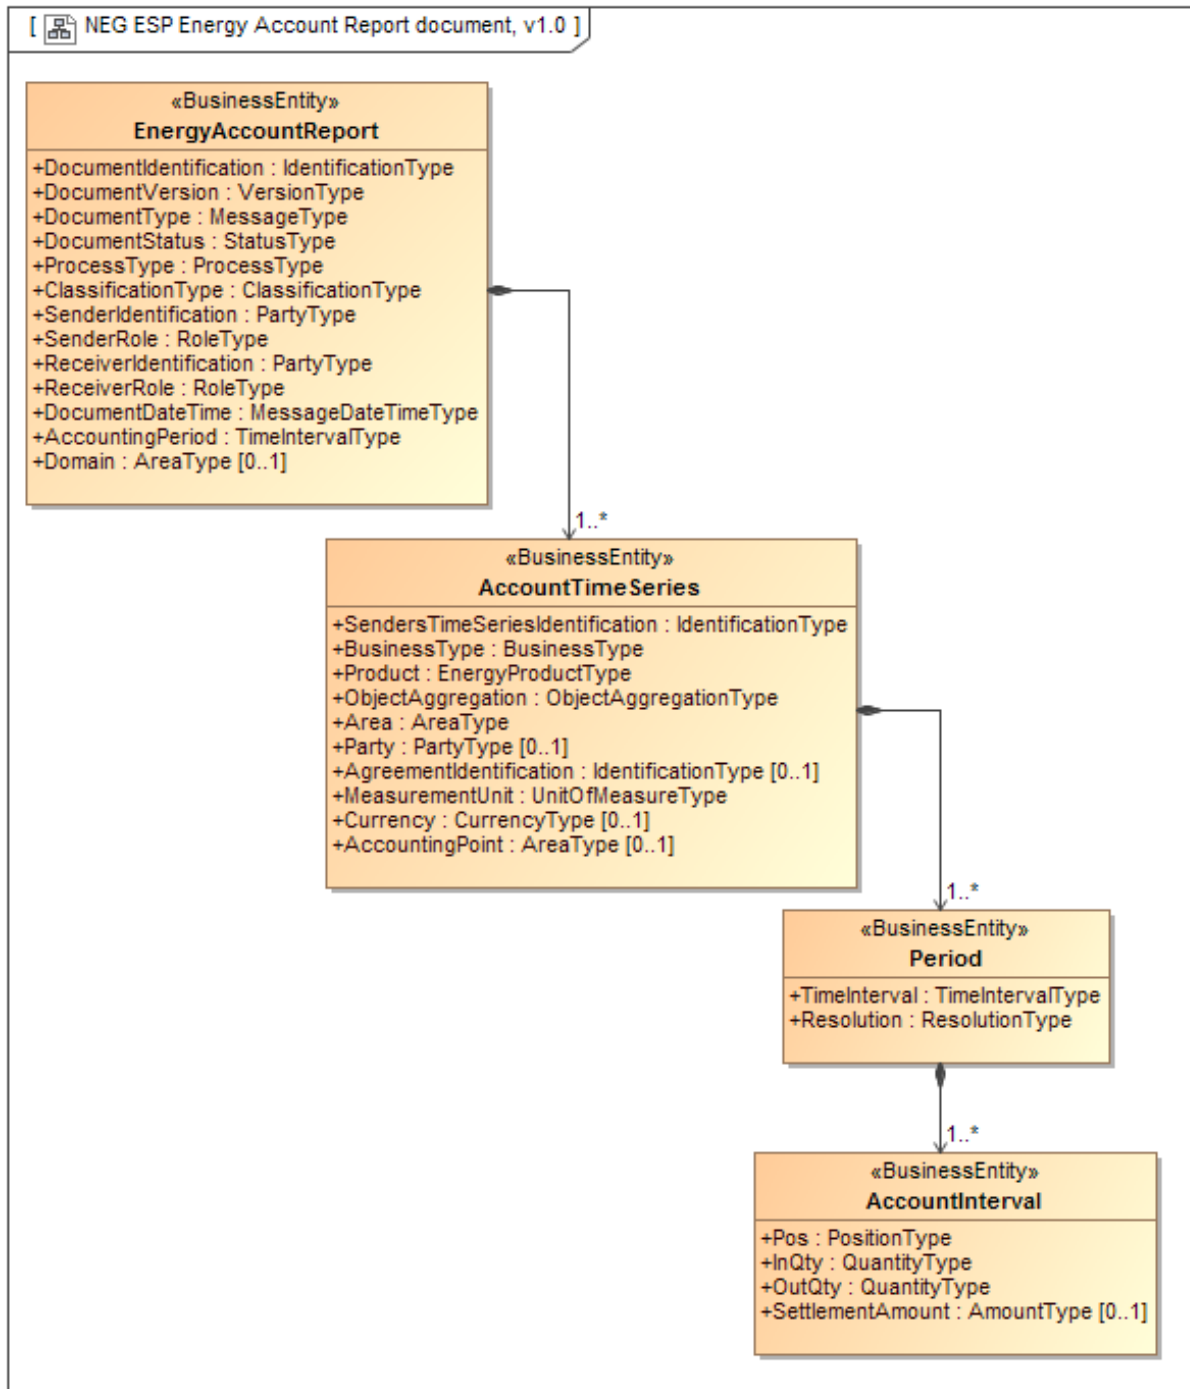 [ NEG ESP Energy Account Report document, v1.0 ]
«BusinessEntity»
EnergyAccountReport
+DocumentIdentification : IdentificationType
+DocumentVersion : VersionType
+DocumentType : MessageType
+DocumentStatus : StatusType
+ProcessType : ProcessType
+ClassificationType : ClassificationType
+SenderIdentification : PartyType
+SenderRole : RoleType
+ReceiverIdentification : PartyType
+ReceiverRole : RoleType
+DocumentDateTime : MessageDateTimeType
+AccountingPeriod : TimeIntervalType
+Domain : AreaType [0..1]
1..*
«BusinessEntity»
AccountTimeSeries
+SendersTimeSeriesIdentification : IdentificationType
+BusinessType : BusinessType
+Product : EnergyProductType
+ObjectAggregation : ObjectAggregationType
+Area : AreaType
+Party : PartyType [0..1]
+AgreementIdentification : IdentificationType [0..1]
+MeasurementUnit : UnitOfMeasureType
+Currency : CurrencyType [0..1]
+AccountingPoint : AreaType [0..1]
1..*
«BusinessEntity»
Period
+TimeInterval : TimeIntervalType
+Resolution : ResolutionType
1..*
«BusinessEntity»
AccountInterval
+Pos : PositionType
+InQty : QuantityType
+OutQty : QuantityType
+SettlementAmount : AmountType [0..1]